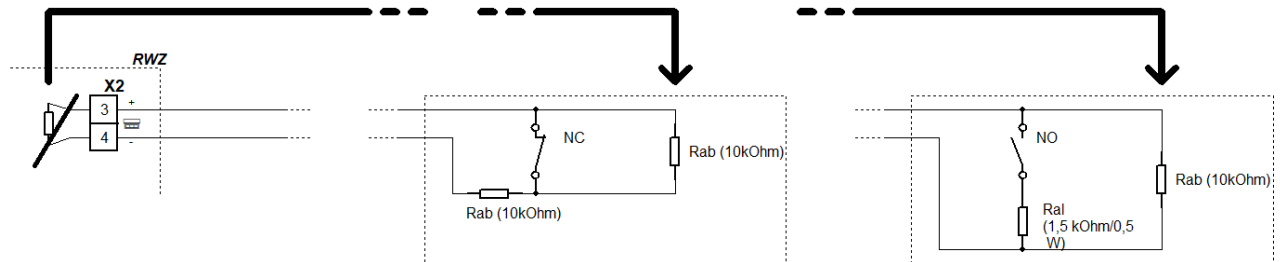 RWZ
X2
3 +
4 -
NC
Rab (10kOhm)
Rab (10kOhm)
NO
Rab (10kOhm)
Ral
(1,5 kOhm/0,5
W)